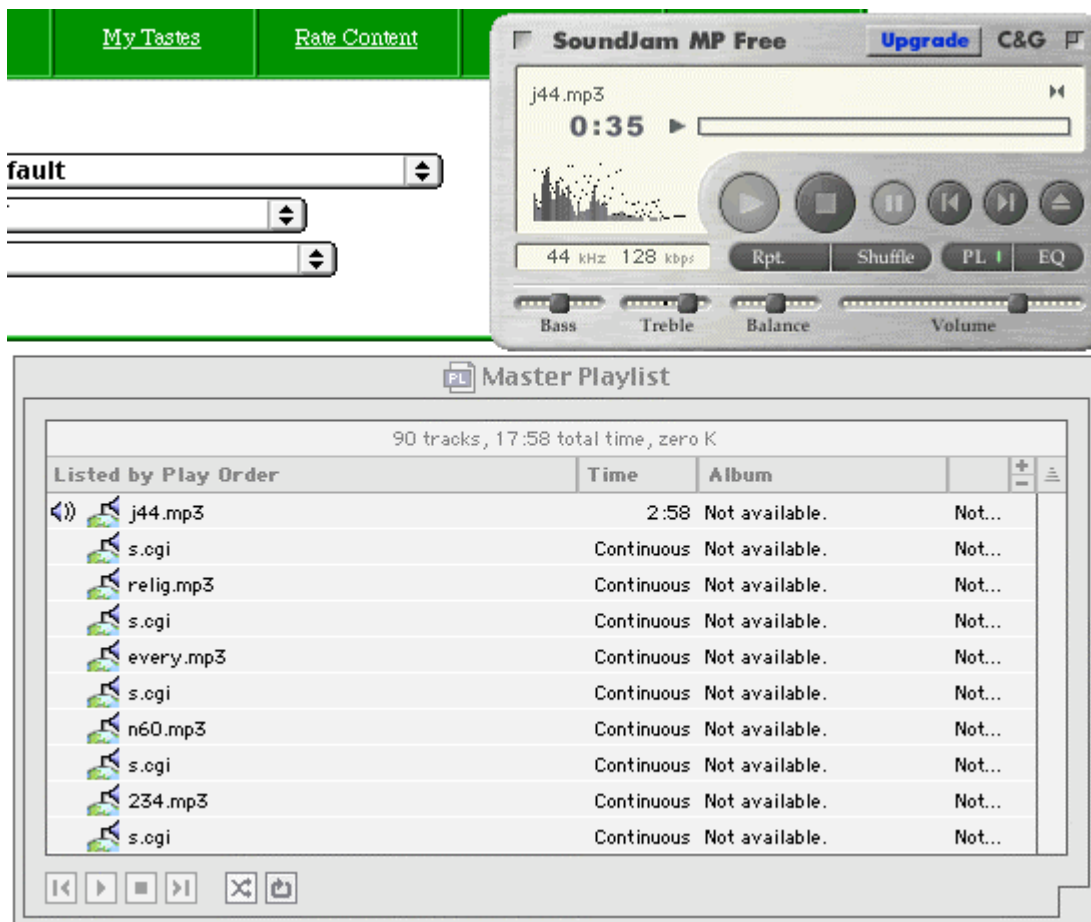 My Tastes Rate Content
SoundJam MP Free Upgrade C&G
j44.mp3
0:35
fault
44 kHz 128 kbps Rpt. Shuffle PL EQ
Bass Treble Balance Volume
PL Master Playlist
90 tracks, 17:58 total time, zero K
Listed by Play Order Time Album
j44.mp3 2:58 Not available. Not...
s.cgi Continuous Not available. Not...
relig.mp3 Continuous Not available. Not...
s.cgi Continuous Not available. Not...
every.mp3 Continuous Not available. Not...
s.cgi Continuous Not available. Not...
n60.mp3 Continuous Not available. Not...
s.cgi Continuous Not available. Not...
234.mp3 Continuous Not available. Not...
s.cgi Continuous Not available. Not...